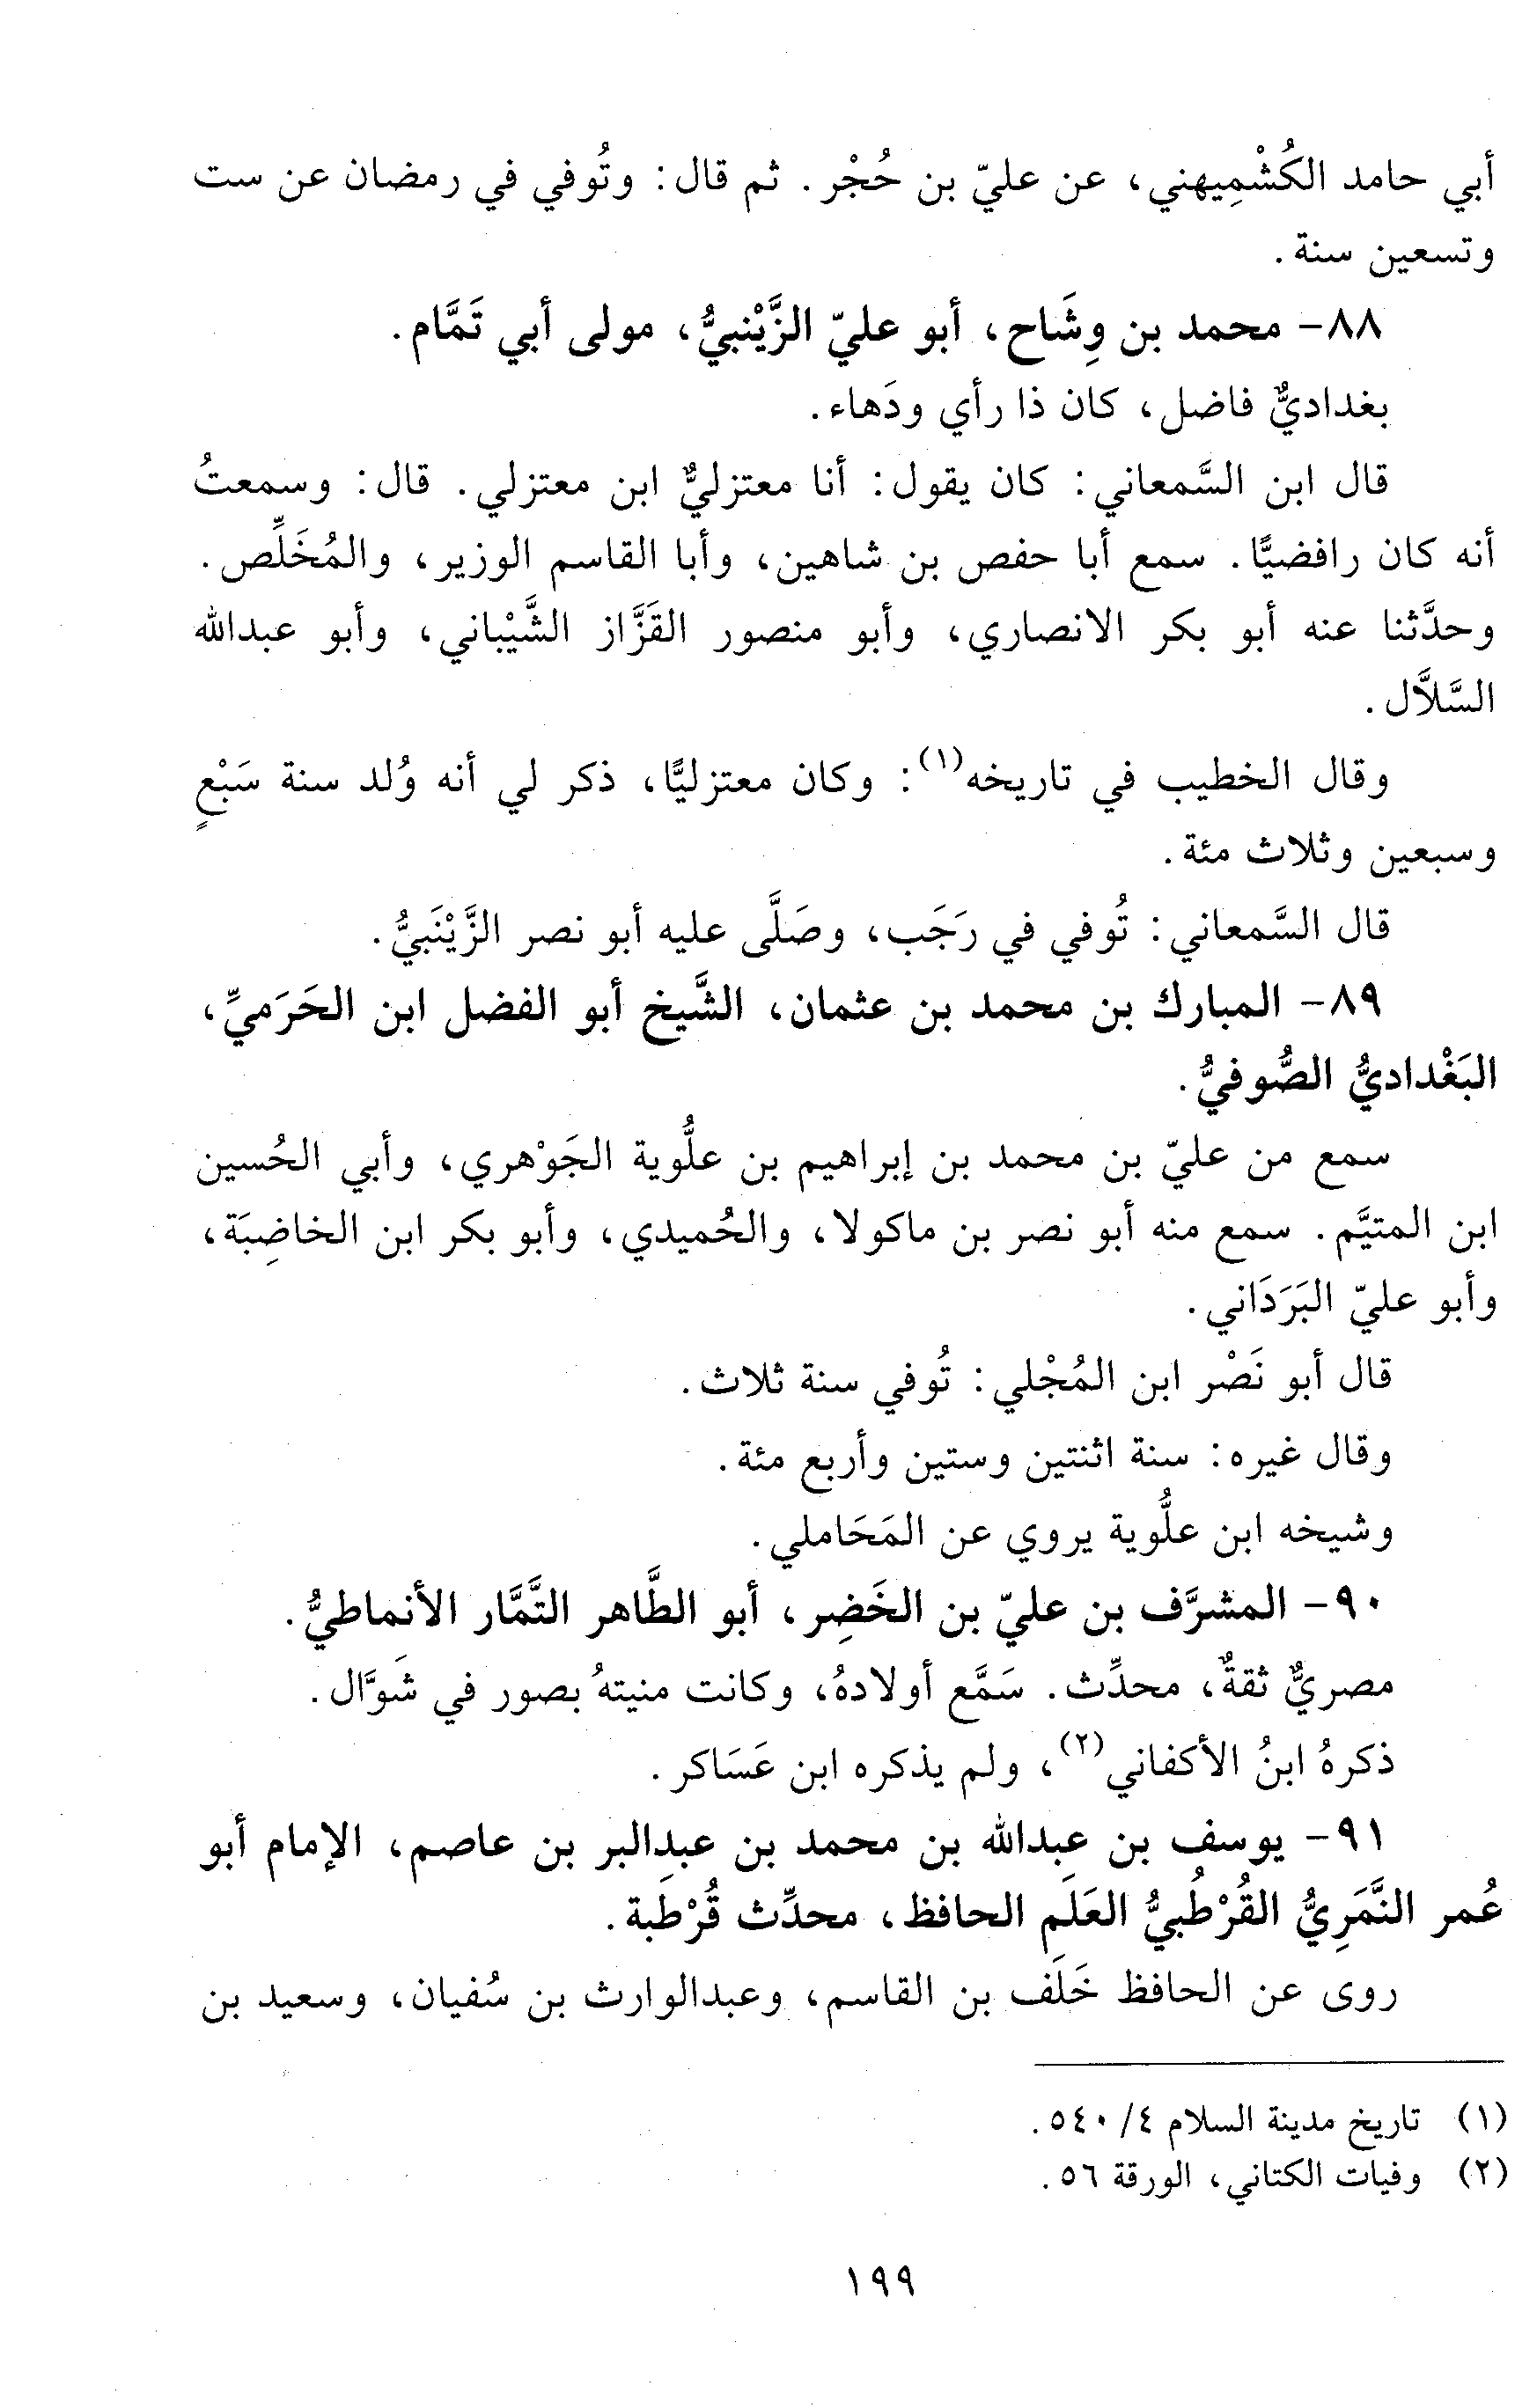 أبي حامد الكُشْمِيهني، عن عليّ بن حُجْر. ثم قال: وتُوفي في رمضان عن ست
وتسعين سنة.
٨٨- محمد بن وِشَاح، أبو عليّ الزَّيْنبيُّ، مولى أبي تَمَّام.
بغداديٌّ فاضل، كان ذا رأي ودَهاء.
قال ابن السَّمعاني: كان يقول: أنا معتزليٌّ ابن معتزلي. قال: وسمعتُ
أنه كان رافضيًّا. سمع أبا حفص بن شاهين، وأبا القاسم الوزير، والمُخَلِّص.
وحدَّثنا عنه أبو بكر الانصاري، وأبو منصور القَزَّاز الشَّيْباني، وأبو عبدالله
السَّلاَّل.
وقال الخطيب في تاريخه(١): وكان معتزليًّا، ذكر لي أنه وُلد سنة سَبْعٍ
وسبعين وثلاث مئة.
قال السَّمعاني: تُوفي في رَجَب، وصَلَّى عليه أبو نصر الزَّيْنَبيُّ.
٨٩- المبارك بن محمد بن عثمان، الشَّيخ أبو الفضل ابن الحَرَميِّ،
البَغْداديُّ الصُّوفيُّ.
سمع من عليّ بن محمد بن إبراهيم بن علُّوية الجَوْهري، وأبي الحُسين
ابن المتيَّم. سمع منه أبو نصر بن ماكولا، والحُميدي، وأبو بكر ابن الخاضِبَة،
وأبو عليّ البَرَدَاني.
قال أبو نَصْر ابن المُجْلي: تُوفي سنة ثلاث.
وقال غيره: سنة اثنتين وستين وأربع مئة.
وشيخه ابن علُّوية يروي عن المَحَاملي.
٩٠- المشرَّف بن عليّ بن الخَضِر، أبو الطَّاهر التَّمَّار الأنماطيُّ.
مصريٌّ ثقةٌ، محدِّث. سَمَّع أولادهُ، وكانت منيتهُ بصور في شَوَّال.
ذكرهُ ابنُ الأكفاني(٢)، ولم يذكره ابن عَسَاكر.
٩١- يوسف بن عبدالله بن محمد بن عبدالبر بن عاصم، الإمام أبو
عُمر النَّمَرِيُّ القُرْطُبيُّ العَلَم الحافظ، محدِّث قُرْطَبة.
روى عن الحافظ خَلَف بن القاسم، وعبدالوارث بن سُفيان، وسعيد بن
(١) تاريخ مدينة السلام ٤/ ٥٤٠.
(٢) وفيات الكتاني، الورقة ٥٦.
١٩٩